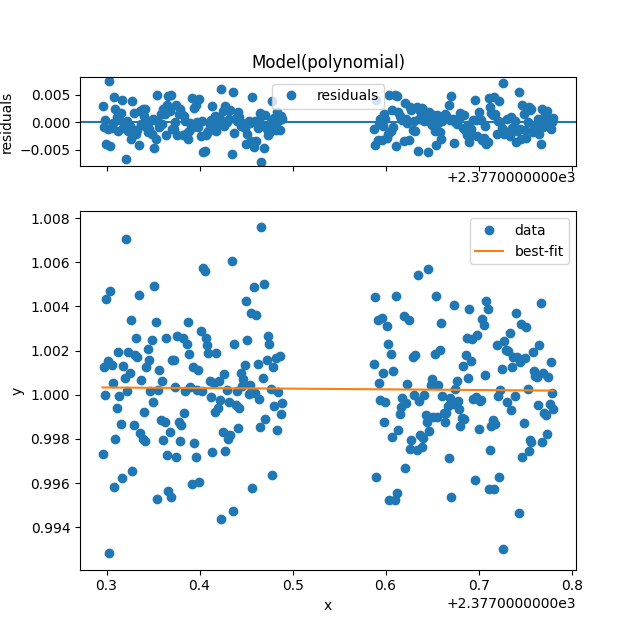 Model(polynomial)
residuals
0.005
0.000
−0.005
residuals
+2.3770000000e3
y
1.008
1.006
1.004
1.002
1.000
0.998
0.996
0.994
data
best-fit
0.3 0.4 0.5 0.6 0.7 0.8
x
+2.3770000000e3